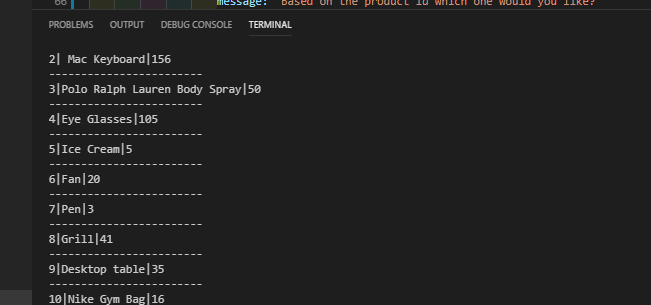 66 message: "Based on the product id which one would you like?
PROBLEMS OUTPUT DEBUG CONSOLE TERMINAL
2| Mac Keyboard|156
------------------------
3|Polo Ralph Lauren Body Spray|50
------------------------
4|Eye Glasses|105
------------------------
5|Ice Cream|5
------------------------
6|Fan|20
------------------------
7|Pen|3
------------------------
8|Grill|41
------------------------
9|Desktop table|35
------------------------
10|Nike Gym Bag|16